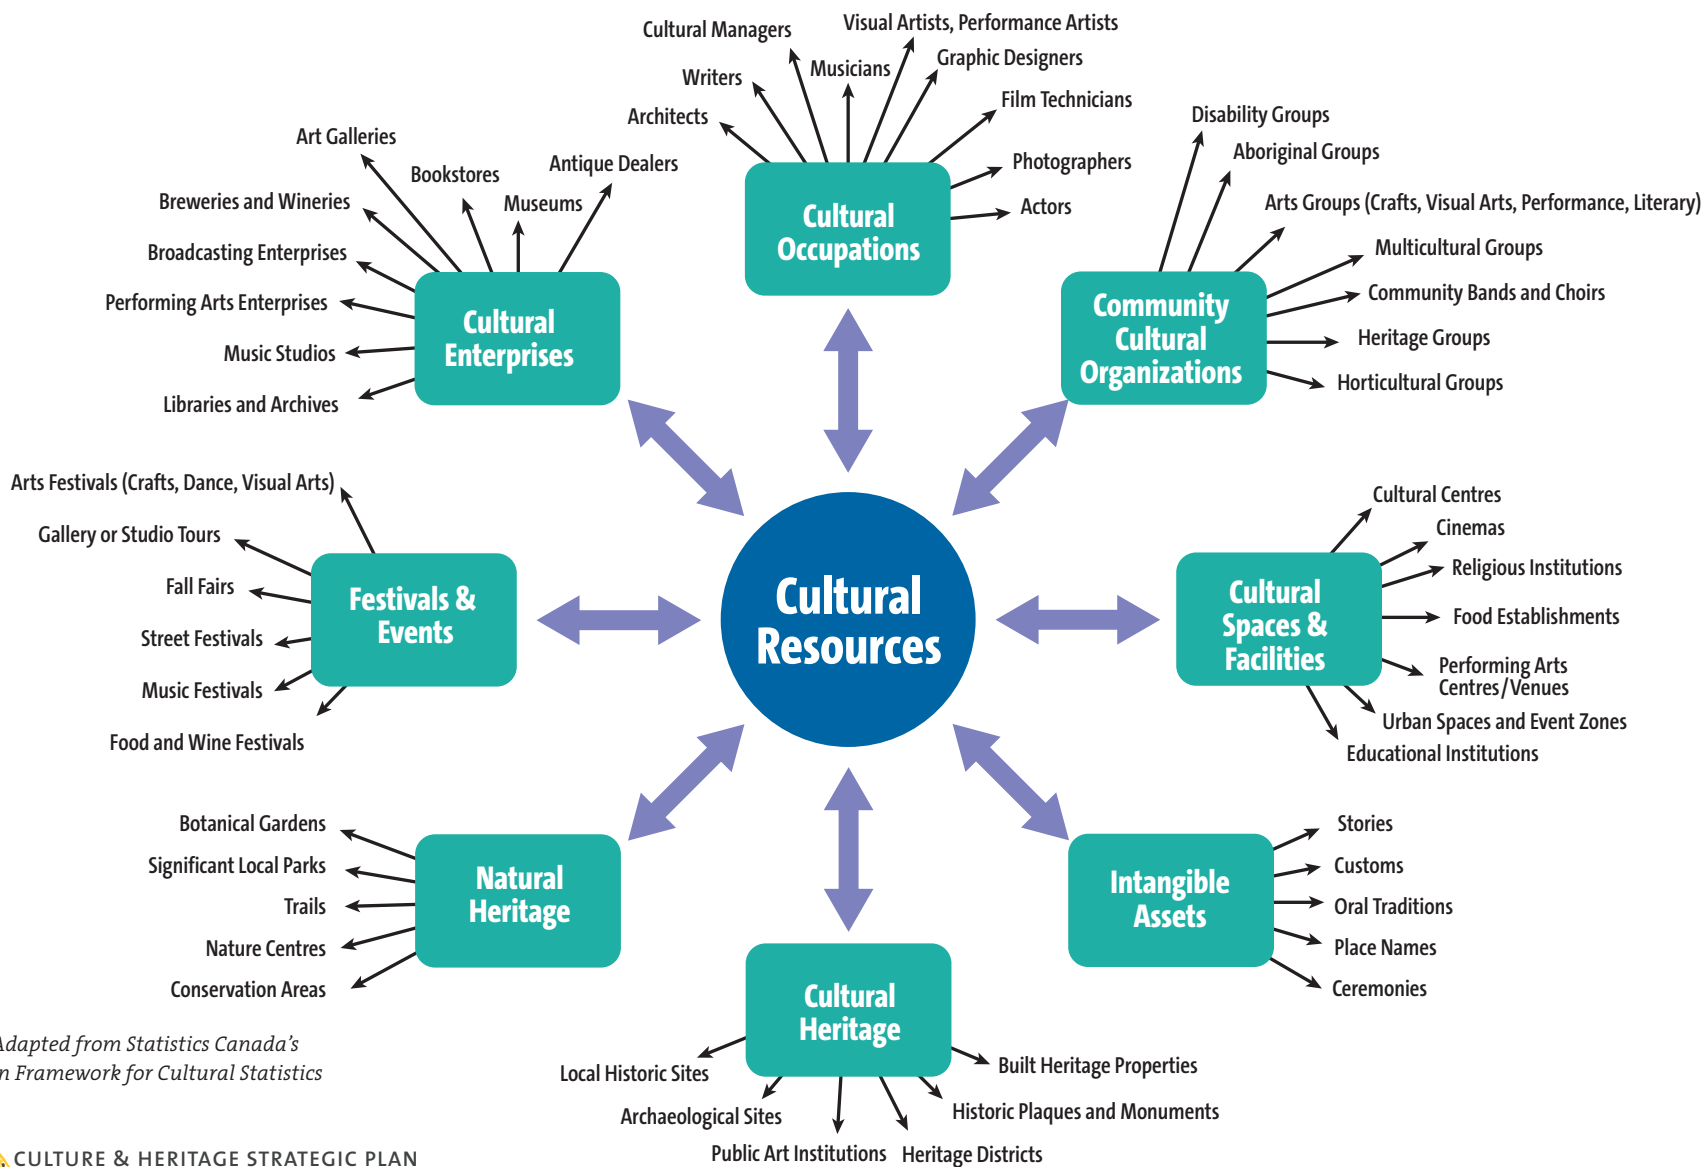 Cultural Managers
Visual Artists, Performance Artists
Writers
Musicians
Graphic Designers
Architects
Film Technicians
Photographers
Actors
Cultural
Occupations
Art Galleries
Bookstores
Antique Dealers
Breweries and Wineries
Museums
Broadcasting Enterprises
Performing Arts Enterprises
Music Studios
Libraries and Archives
Cultural
Enterprises
Disability Groups
Aboriginal Groups
Arts Groups (Crafts, Visual Arts, Performance, Literary)
Multicultural Groups
Community Bands and Choirs
Heritage Groups
Horticultural Groups
Community
Cultural
Organizations
Arts Festivals (Crafts, Dance, Visual Arts)
Gallery or Studio Tours
Fall Fairs
Street Festivals
Music Festivals
Food and Wine Festivals
Festivals &
Events
Cultural
Resources
Cultural
Spaces &
Facilities
Cultural Centres
Cinemas
Religious Institutions
Food Establishments
Performing Arts
Centres/Venues
Urban Spaces and Event Zones
Educational Institutions
Botanical Gardens
Significant Local Parks
Trails
Nature Centres
Conservation Areas
Natural
Heritage
Intangible
Assets
Stories
Customs
Oral Traditions
Place Names
Ceremonies
Cultural
Heritage
Local Historic Sites
Archaeological Sites
Public Art Institutions
Heritage Districts
Historic Plaques and Monuments
Built Heritage Properties
Adapted from Statistics Canada's
n Framework for Cultural Statistics
CULTURE & HERITAGE STRATEGIC PLAN